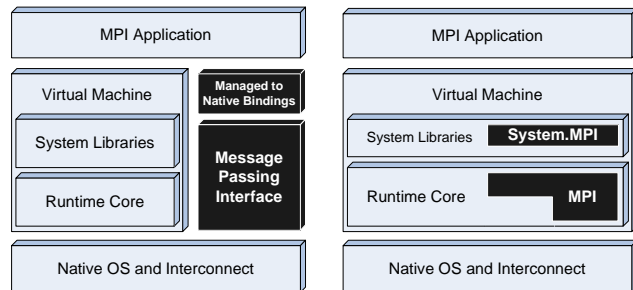 MPI Application
Virtual Machine
Managed to
Native Bindings
System Libraries
Message
Passing
Interface
Runtime Core
Native OS and Interconnect
MPI Application
Virtual Machine
System Libraries
System.MPI
Runtime Core
MPI
Native OS and Interconnect